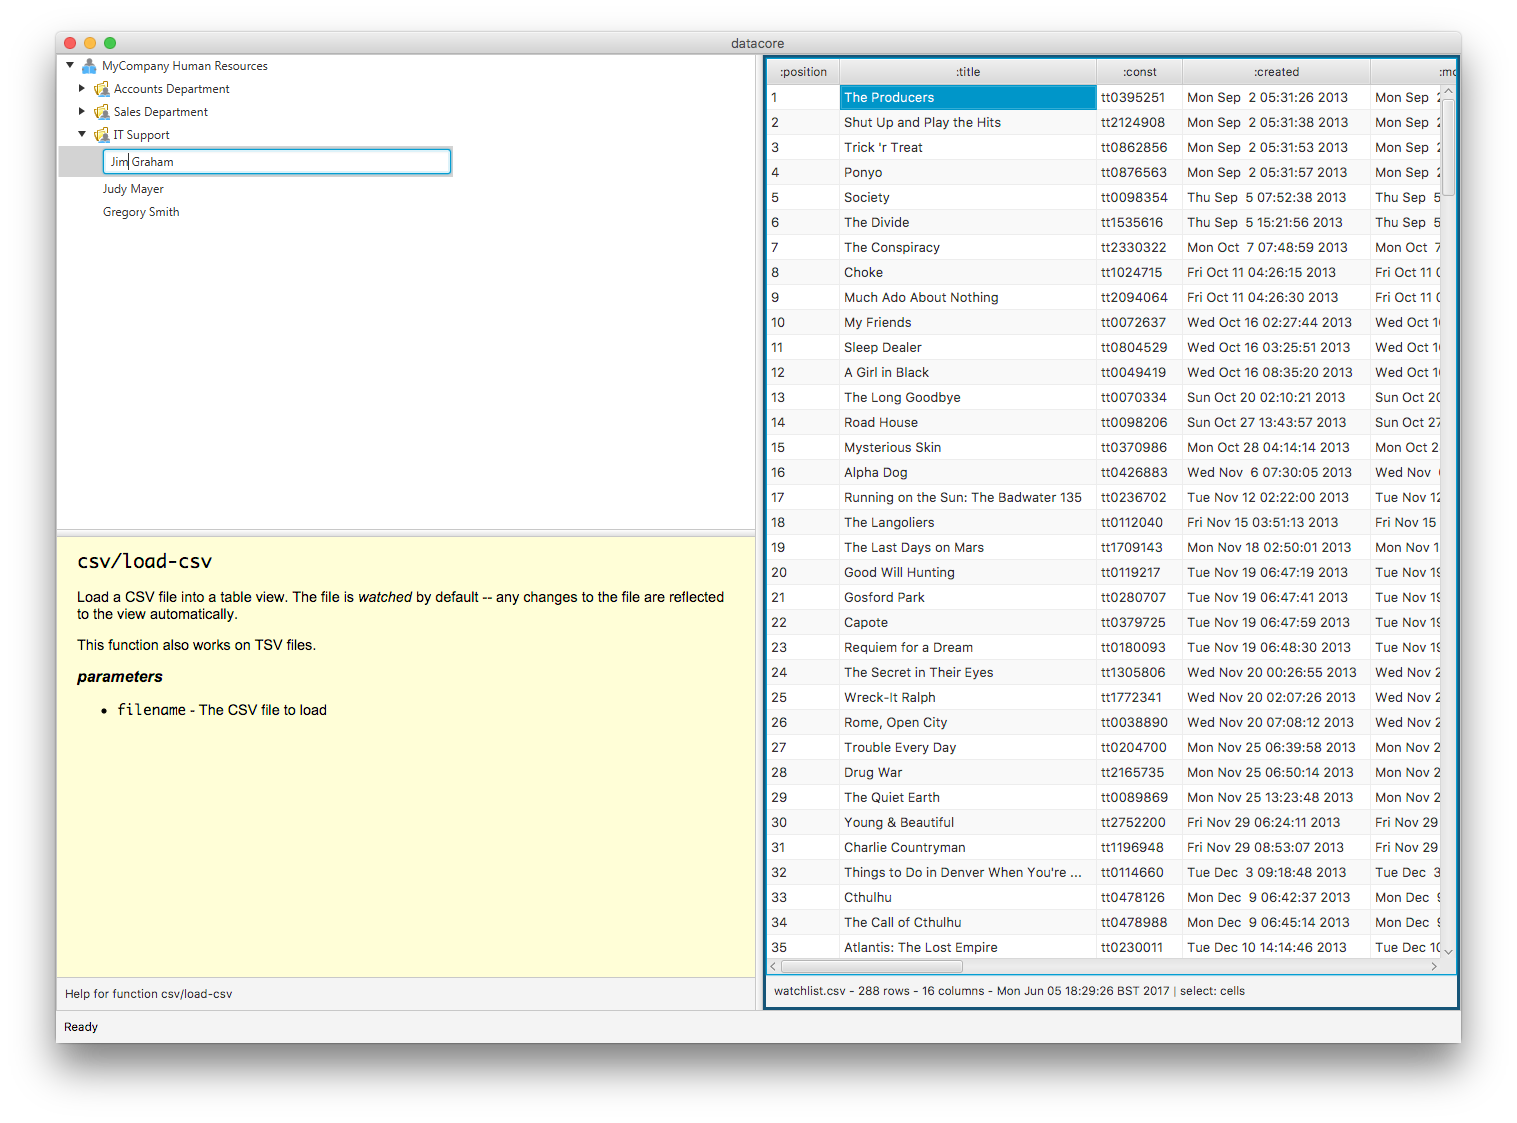 datacore
MyCompany Human Resources
Accounts Department
Sales Department
IT Support
Jim Graham
Judy Mayer
Gregory Smith
csv/load-csv
Load a CSV file into a table view. The file is watched by default -- any changes to the file are reflected
to the view automatically.
This function also works on TSV files.
parameters
• filename - The CSV file to load
Help for function csv/load-csv
:position :title :const :created :mo
1 The Producers tt0395251 Mon Sep 2 05:31:26 2013 Mon Sep 2
2 Shut Up and Play the Hits tt2124908 Mon Sep 2 05:31:38 2013 Mon Sep 2
3 Trick 'r Treat tt0862856 Mon Sep 2 05:31:53 2013 Mon Sep 2
4 Ponyo tt0876563 Mon Sep 2 05:31:57 2013 Mon Sep 2
5 Society tt0098354 Thu Sep 5 07:52:38 2013 Thu Sep 5
6 The Divide tt1535616 Thu Sep 5 15:21:56 2013 Thu Sep 5
7 The Conspiracy tt2330322 Mon Oct 7 07:48:59 2013 Mon Oct 7
8 Choke tt1024715 Fri Oct 11 04:26:15 2013 Fri Oct 11 0
9 Much Ado About Nothing tt2094064 Fri Oct 11 04:26:30 2013 Fri Oct 11 0
10 My Friends tt0072637 Wed Oct 16 02:27:44 2013 Wed Oct 16
11 Sleep Dealer tt0804529 Wed Oct 16 03:25:51 2013 Wed Oct 16
12 A Girl in Black tt0049419 Wed Oct 16 08:35:20 2013 Wed Oct 16
13 The Long Goodbye tt0070334 Sun Oct 20 02:10:21 2013 Sun Oct 20
14 Road House tt0098206 Sun Oct 27 13:43:57 2013 Sun Oct 27
15 Mysterious Skin tt0370986 Mon Oct 28 04:14:14 2013 Mon Oct 2
16 Alpha Dog tt0426883 Wed Nov 6 07:30:05 2013 Wed Nov 6
17 Running on the Sun: The Badwater 135 tt0236702 Tue Nov 12 02:22:00 2013 Tue Nov 12
18 The Langoliers tt0112040 Fri Nov 15 03:51:13 2013 Fri Nov 15
19 The Last Days on Mars tt1709143 Mon Nov 18 02:50:01 2013 Mon Nov 1
20 Good Will Hunting tt0119217 Tue Nov 19 06:47:19 2013 Tue Nov 19
21 Gosford Park tt0280707 Tue Nov 19 06:47:41 2013 Tue Nov 19
22 Capote tt0379725 Tue Nov 19 06:47:59 2013 Tue Nov 19
23 Requiem for a Dream tt0180093 Tue Nov 19 06:48:30 2013 Tue Nov 19
24 The Secret in Their Eyes tt1305806 Wed Nov 20 00:26:55 2013 Wed Nov 2
25 Wreck-It Ralph tt1772341 Wed Nov 20 02:07:26 2013 Wed Nov 2
26 Rome, Open City tt0038890 Wed Nov 20 07:08:12 2013 Wed Nov 2
27 Trouble Every Day tt0204700 Mon Nov 25 06:39:58 2013 Mon Nov 2
28 Drug War tt2165735 Mon Nov 25 06:50:14 2013 Mon Nov 2
29 The Quiet Earth tt0089869 Mon Nov 25 13:23:48 2013 Mon Nov 2
30 Young & Beautiful tt2752200 Fri Nov 29 06:24:11 2013 Fri Nov 29
31 Charlie Countryman tt1196948 Fri Nov 29 08:53:07 2013 Fri Nov 29
32 Things to Do in Denver When You're ... tt0114660 Tue Dec 3 09:18:48 2013 Tue Dec 3
33 Cthulhu tt0478126 Mon Dec 9 06:42:37 2013 Mon Dec 9
34 The Call of Cthulhu tt0478988 Mon Dec 9 06:45:14 2013 Mon Dec 9
35 Atlantis: The Lost Empire tt0230011 Tue Dec 10 14:14:46 2013 Tue Dec 10
watchlist.csv - 288 rows - 16 columns - Mon Jun 05 18:29:26 BST 2017 | select: cells
Ready